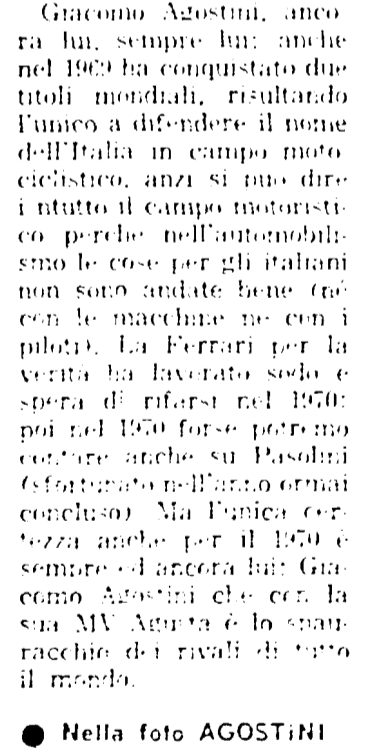 Giacomo Agostini, anco
ra lui, sempre lui: anche
nel 1969 ha conquistato due
titoli mondiali, risultando
l'unico a difendere il nome
dell'Italia in campo moto
ciclistico, anzi si può dire
i ntutto il campo motoristi-
co perché nell'automobili-
smo le cose per gli italiani
non sono andate bene (né
con le macchine né con i
piloti). La Ferrari per la
verità ha lavorato sodo e
spera di rifarsi nel 1970;
poi nel 1970 forse potremo
contare anche su Pasolini
(sfortunato nell'anno ormai
concluso). Ma l'unica cer-
tezza anche per il 1970 è
sempre ed ancora lui: Gia-
como Agostini che con la
sua MV Agusta è lo spau-
racchio dei rivali di tutto
il mondo.
● Nella foto AGOSTiNI